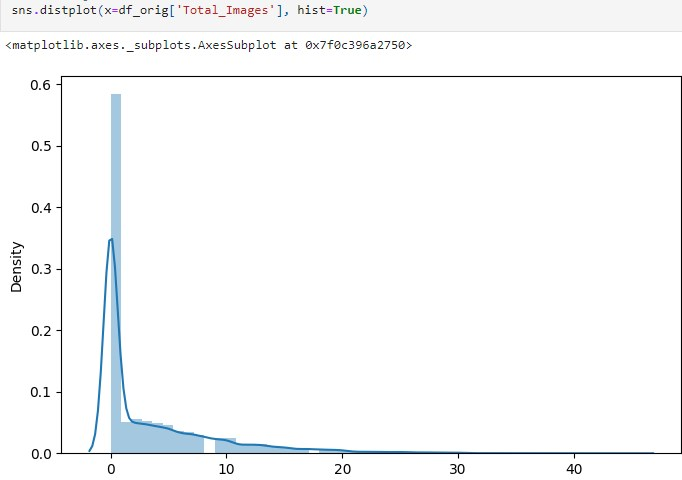 sns.distplot(x=df_orig['Total_Images'], hist=True)
<matplotlib.axes._subplots.AxesSubplot at 0x7f0c396a2750>
0.6
0.5
0.4
0.3
0.2
0.1
0.0
Density
0 10 20 30 40